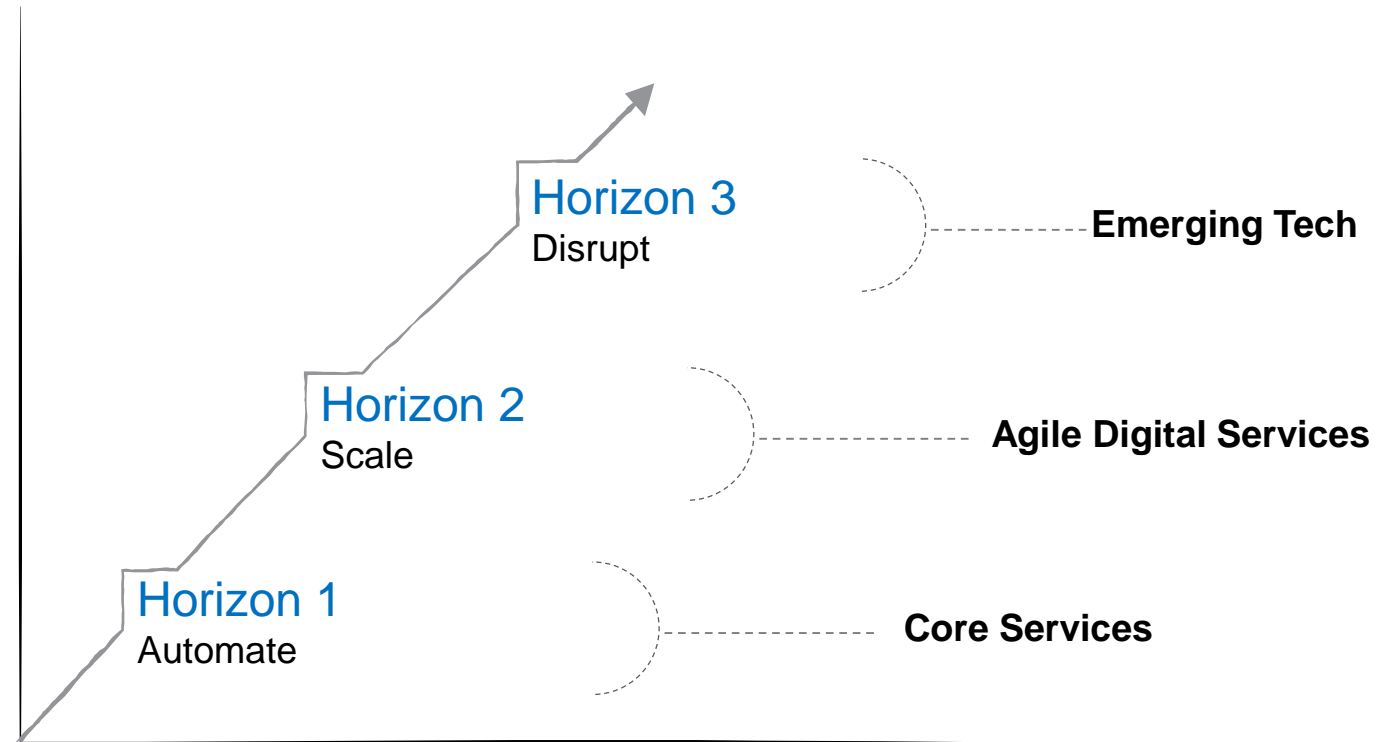 Horizon 3
Disrupt
Emerging Tech
Horizon 2
Scale
Agile Digital Services
Horizon 1
Automate
Core Services